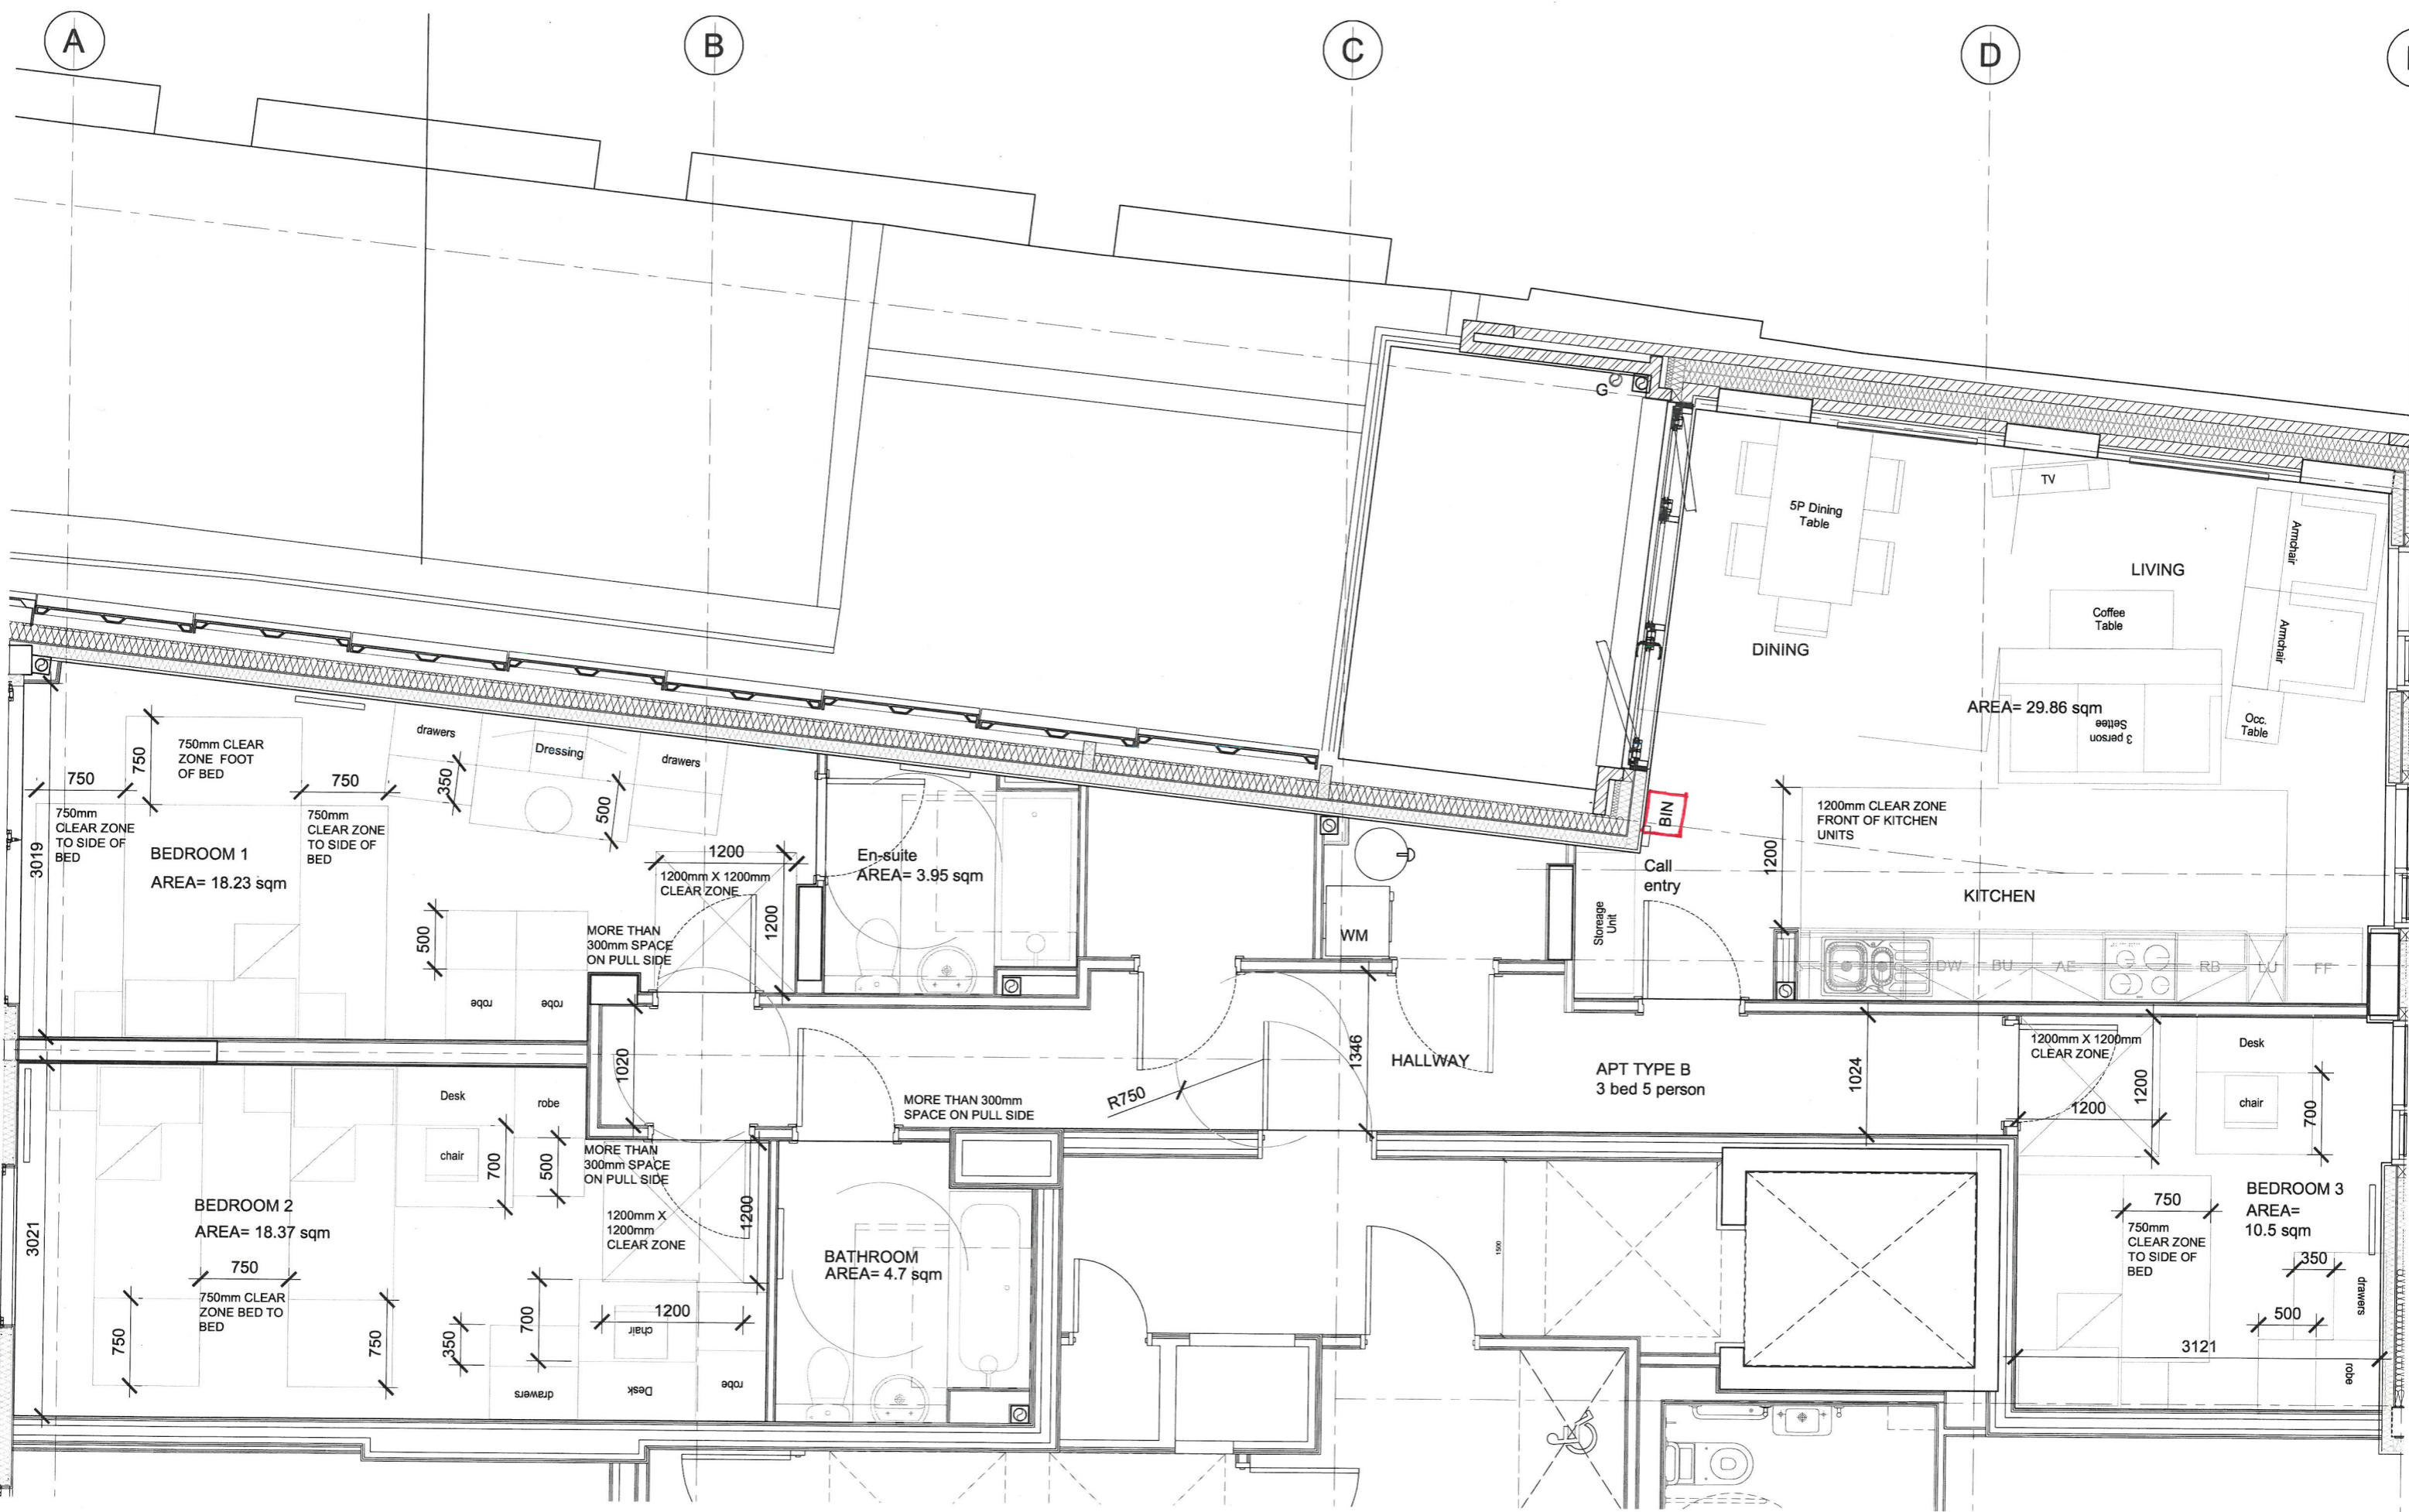 A
B
C
D
G
TV
5P Dining
Table
Armchair
LIVING
Coffee
Table
Armchair
DINING
AREA= 29.86 sqm
3 person
Settee
Occ.
Table
750
750
750mm CLEAR
ZONE FOOT
OF BED
750
drawers
Dressing
drawers
350
500
750mm
CLEAR ZONE
TO SIDE OF
BED
750mm
CLEAR ZONE
TO SIDE OF
BED
3019
BEDROOM 1
AREA= 18.23 sqm
1200
1200mm X 1200mm
CLEAR ZONE
1200
En-suite
AREA= 3.95 sqm
BIN
1200mm CLEAR ZONE
FRONT OF KITCHEN
UNITS
1200
Call
entry
KITCHEN
500
MORE THAN
300mm SPACE
ON PULL SIDE
WM
Storeage
Unit
DW
BU
AE
RB
LU
FF
robe
robe
1020
1346
HALLWAY
APT TYPE B
3 bed 5 person
1024
1200mm X 1200mm
CLEAR ZONE
1200
1200
Desk
chair
700
R750
MORE THAN 300mm
SPACE ON PULL SIDE
Desk
robe
chair
700
500
MORE THAN
300mm SPACE
ON PULL SIDE
BEDROOM 2
AREA= 18.37 sqm
3021
1200mm X
1200mm
CLEAR ZONE
1200
750
750mm CLEAR
ZONE BED TO
BED
750
750
350
700
1200
chair
drawers
Desk
robe
BATHROOM
AREA= 4.7 sqm
1500
750
750mm
CLEAR ZONE
TO SIDE OF
BED
BEDROOM 3
AREA=
10.5 sqm
350
drawers
500
3121
robe